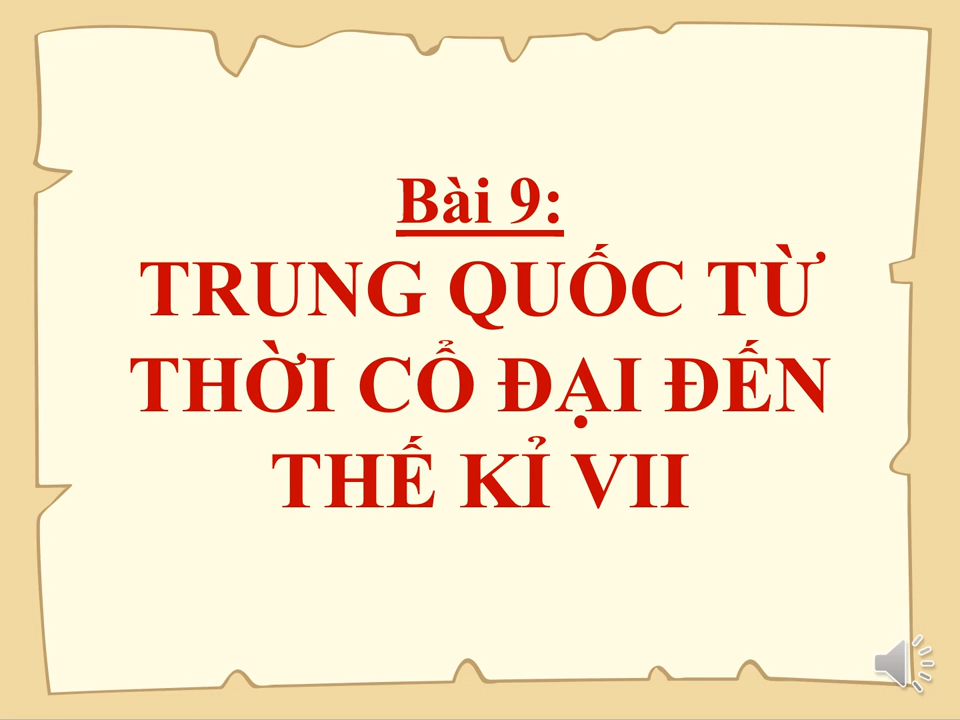 Bài 9:
TRUNG QUỐC TỪ
THỜI CỔ ĐẠI ĐẾN
THẾ KỈ VII